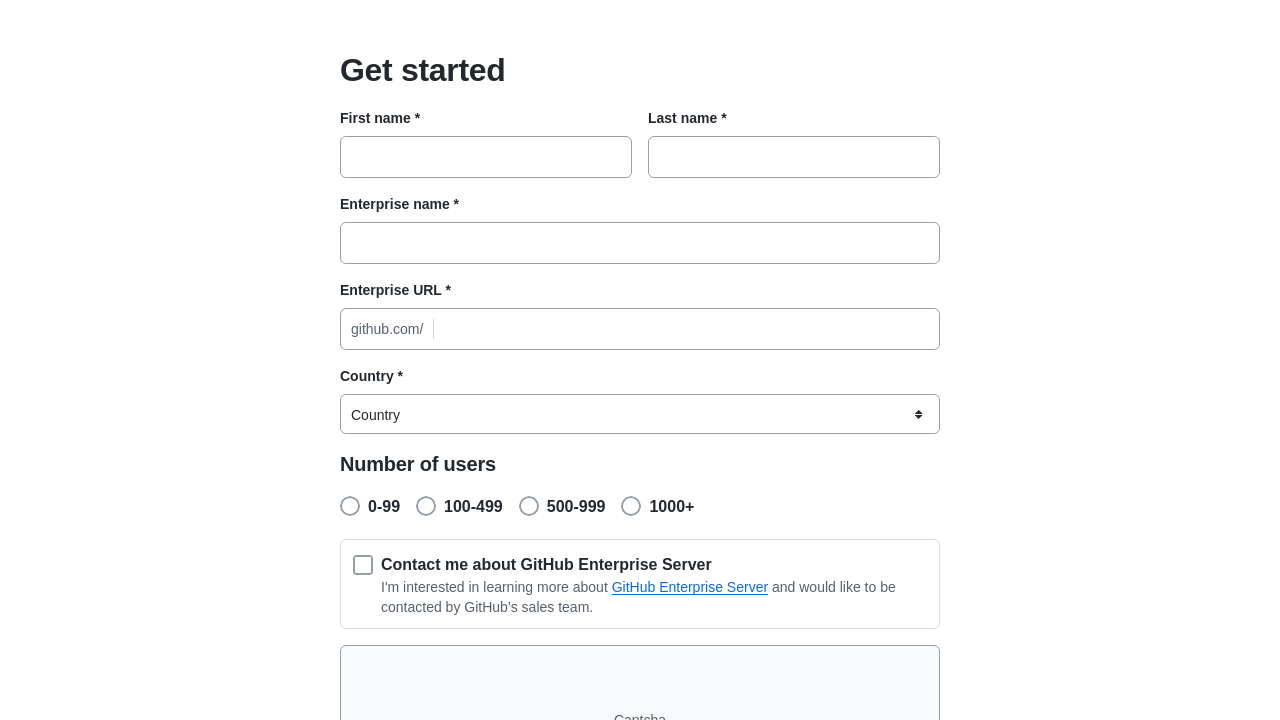 Get started
First name *
Last name *
Enterprise name *
Enterprise URL *
github.com/
Country *
Country
Number of users
0-99
100-499
500-999
1000+
Contact me about GitHub Enterprise Server
I'm interested in learning more about GitHub Enterprise Server and would like to be
contacted by GitHub's sales team.
Captcha